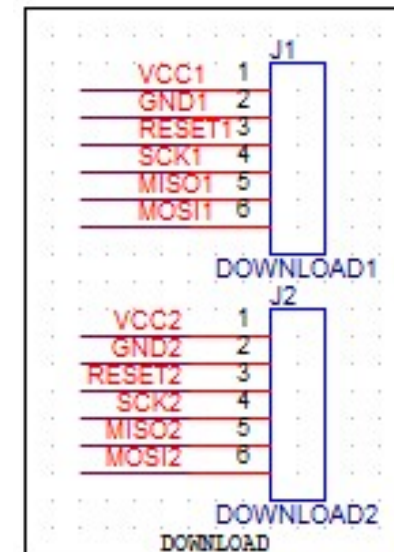 J1
VCC1 1
GND1 2
RESET1 3
SCK1 4
MISO1 5
MOSI1 6
DOWNLOAD1
J2
VCC2 1
GND2 2
RESET2 3
SCK2 4
MISO2 5
MOSI2 6
DOWNLOAD2
DOWNLOAD